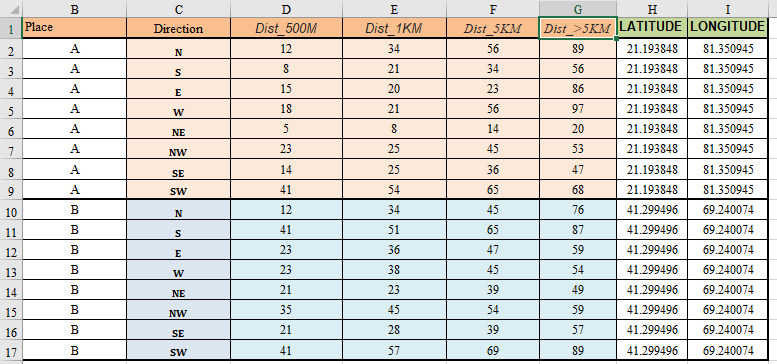 B C D E F G H I
1 Place Direction Dist_500M Dist_1KM Dist_5KM Dist_>5KM LATITUDE LONGITUDE
2 A N 12 34 56 89 21.193848 81.350945
3 A S 8 21 34 56 21.193848 81.350945
4 A E 15 20 23 86 21.193848 81.350945
5 A W 18 21 56 97 21.193848 81.350945
6 A NE 5 8 14 20 21.193848 81.350945
7 A NW 23 25 45 53 21.193848 81.350945
8 A SE 14 25 36 47 21.193848 81.350945
9 A SW 41 54 65 68 21.193848 81.350945
10 B N 12 34 45 76 41.299496 69.240074
11 B S 41 51 65 87 41.299496 69.240074
12 B E 23 36 47 59 41.299496 69.240074
13 B W 23 38 45 54 41.299496 69.240074
14 B NE 21 23 39 49 41.299496 69.240074
15 B NW 35 45 54 59 41.299496 69.240074
16 B SE 21 28 39 57 41.299496 69.240074
17 B SW 41 57 69 89 41.299496 69.240074